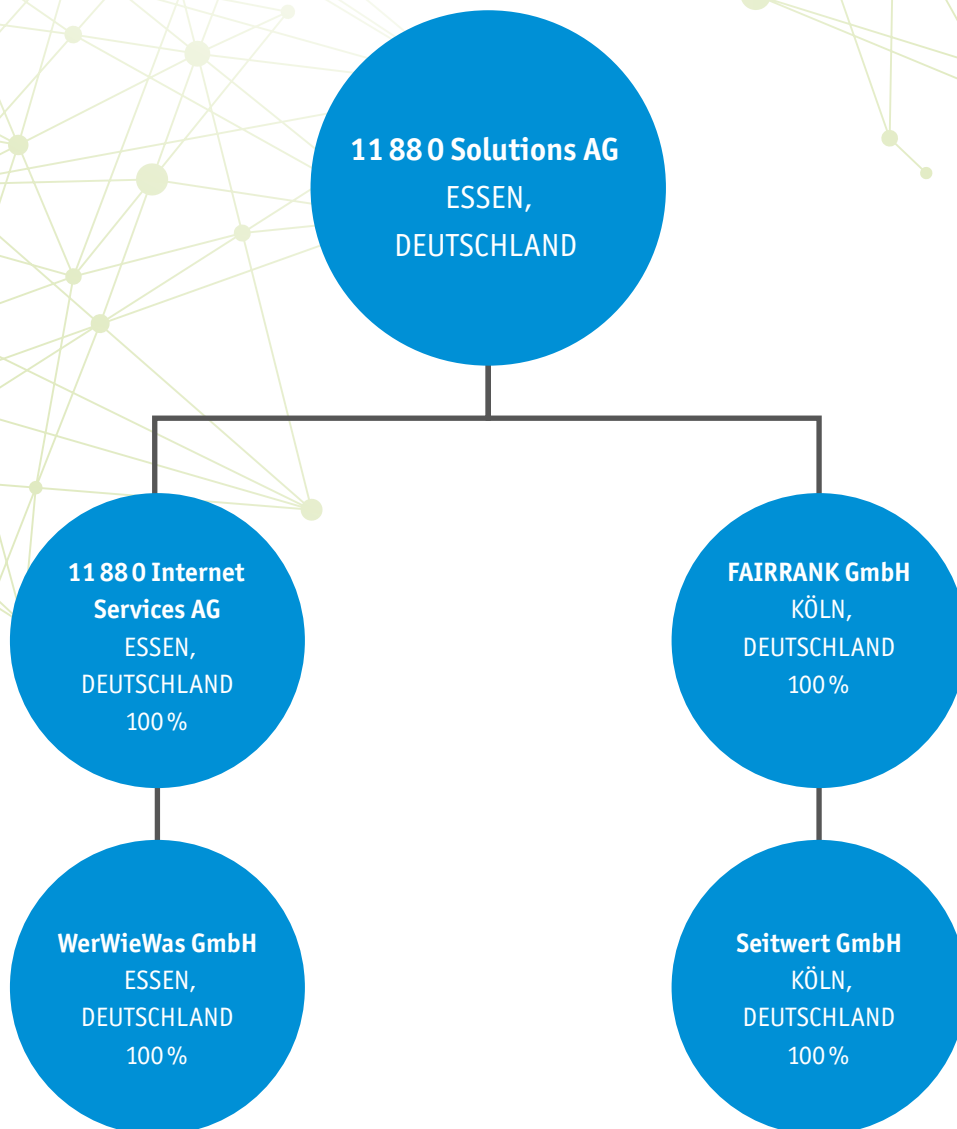 11 88 0 Solutions AG
ESSEN,
DEUTSCHLAND
11 88 0 Internet
Services AG
ESSEN,
DEUTSCHLAND
100 %
FAIRRANK GmbH
KÖLN,
DEUTSCHLAND
100 %
WerWieWas GmbH
ESSEN,
DEUTSCHLAND
100 %
Seitwert GmbH
KÖLN,
DEUTSCHLAND
100 %